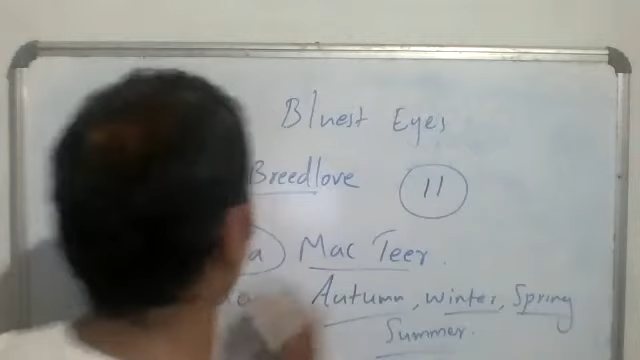 Bluest Eyes
Breedlove 11
a Mac Teer.
Autumn, winter, Spring
Summer.